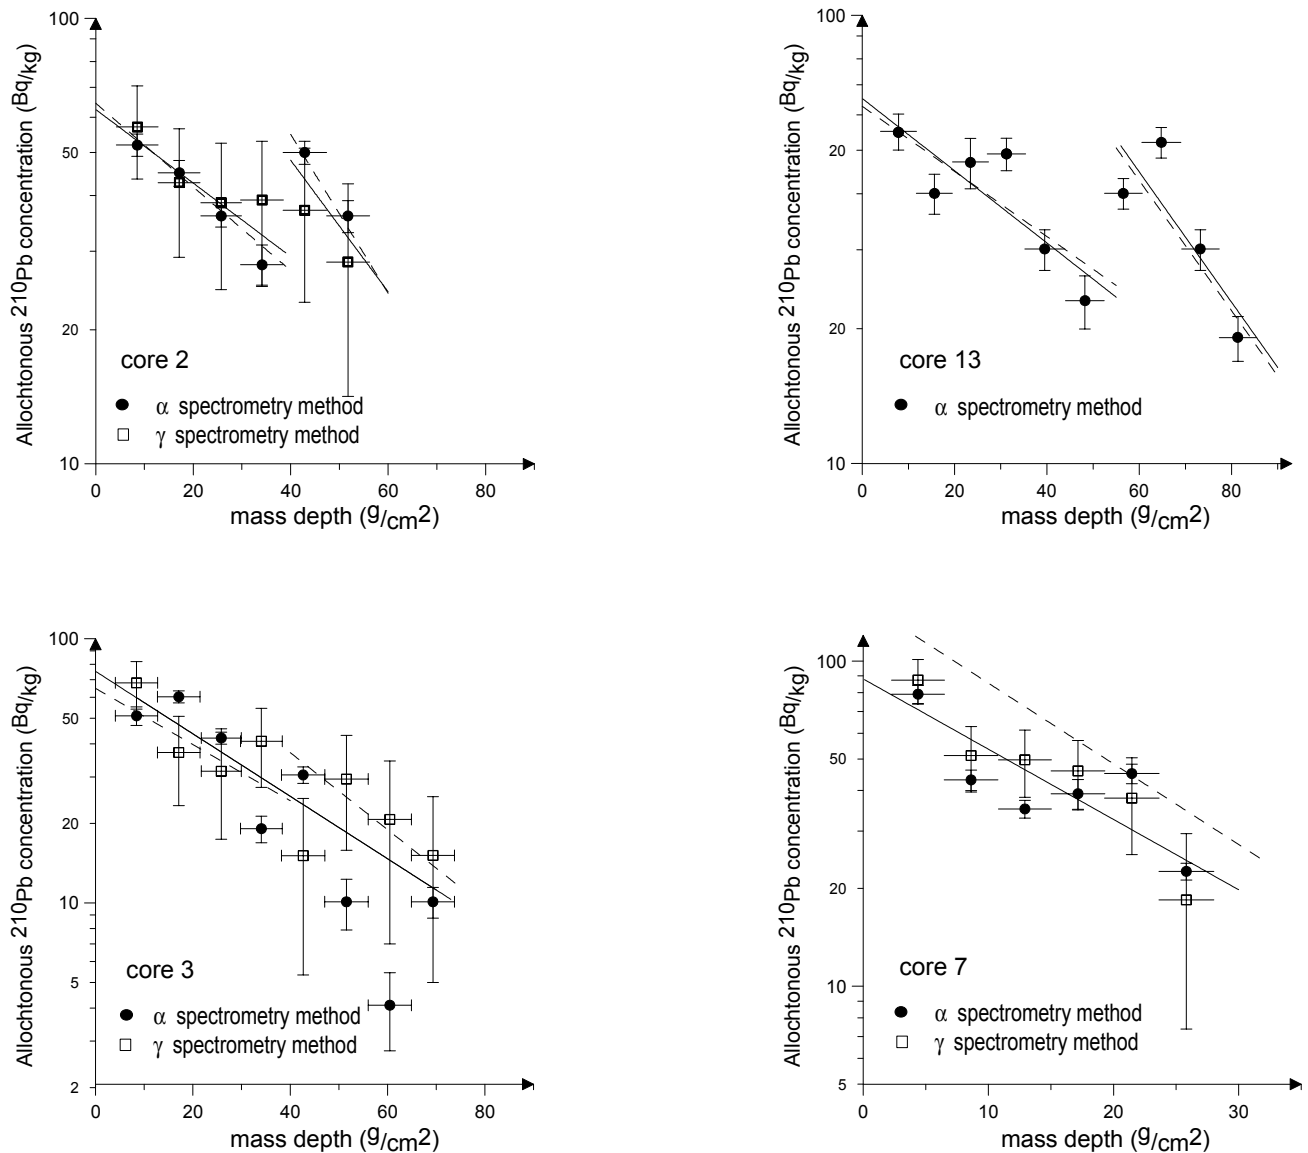 100
50
20
10
0
20
40
60
80
mass depth (g/cm2)
Allochtonous 210Pb concentration (Bq/kg)
core 2
α spectrometry method
γ spectrometry method
100
20
20
10
0
20
40
60
80
mass depth (g/cm2)
Allochtonous 210Pb concentration (Bq/kg)
core 13
α spectrometry method
100
50
20
10
5
2
0
20
40
60
80
mass depth (g/cm2)
Allochtonous 210Pb concentration (Bq/kg)
core 3
α spectrometry method
γ spectrometry method
100
50
20
10
5
0
10
20
30
mass depth (g/cm2)
Allochtonous 210Pb concentration (Bq/kg)
core 7
α spectrometry method
γ spectrometry method